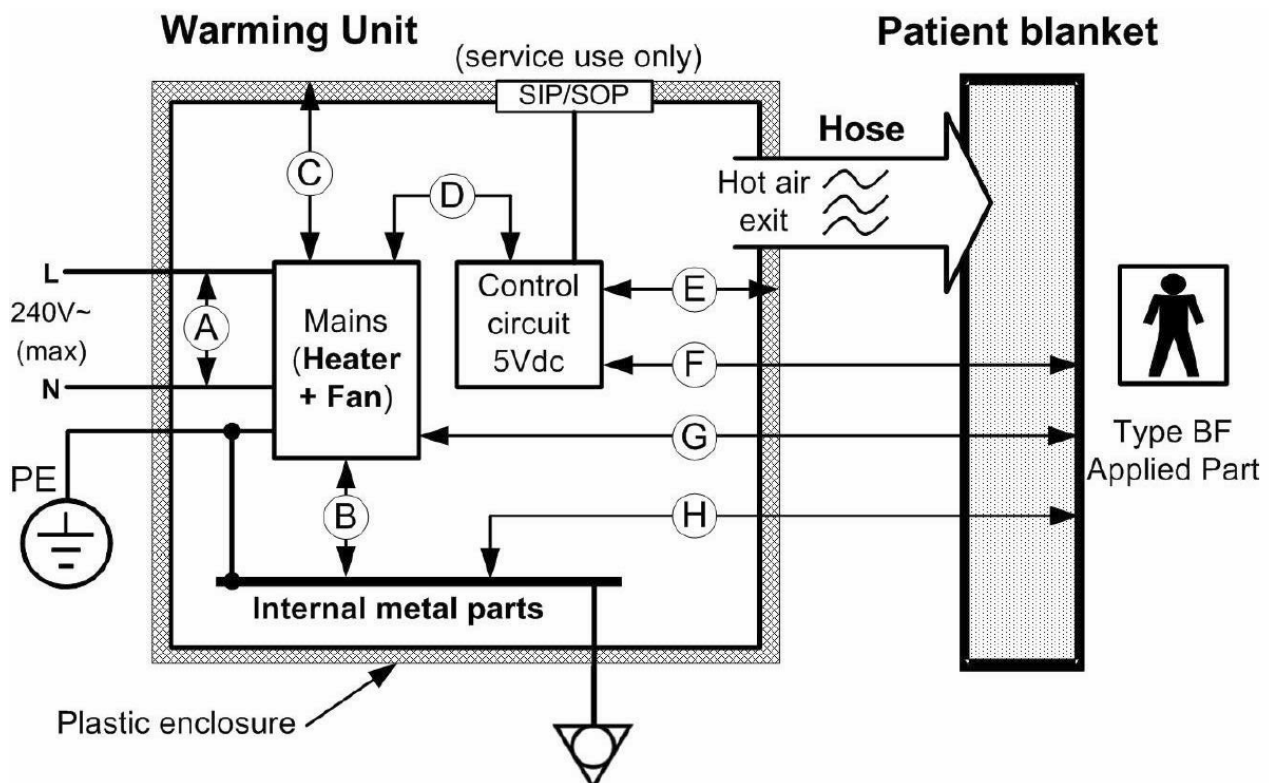 Warming Unit
Patient blanket
(service use only)
SIP/SOP
Hose
Hot air
exit
C
D
L
240V~
(max)
N
A
Mains
(Heater
+ Fan)
Control
circuit
5Vdc
E
F
G
Type BF
Applied Part
PE
B
H
Internal metal parts
Plastic enclosure